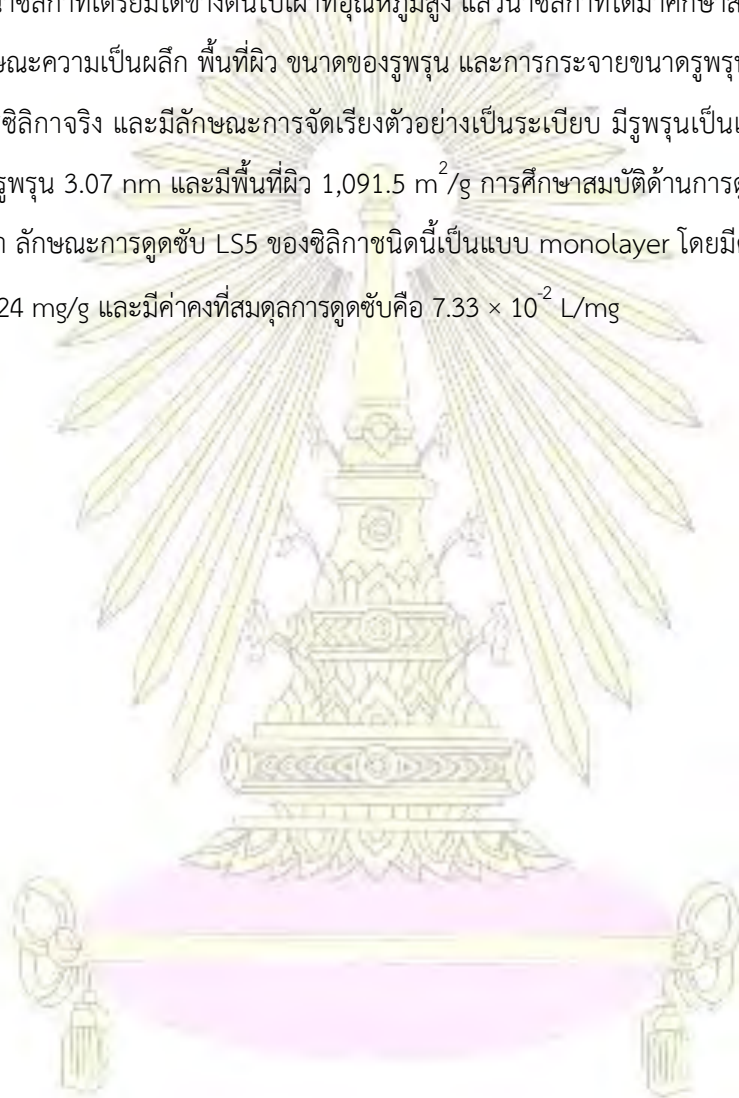 ซิลิกาที่เตรียมได้ข้างต้นไปเผาที่อุณหภูมิสูง แล้วนำซิลิกาที่ได้มาศึกษา
ษณะความเป็นผลึก พื้นที่ผิว ขนาดของรูพรุน และการกระจายขนาดรูพรุน
ซิลิกาจริง และมีลักษณะการจัดเรียงตัวอย่างเป็นระเบียบ มีรูพรุนเป็น
รูพรุน 3.07 nm และมีพื้นที่ผิว 1,091.5 m²/g การศึกษาสมบัติด้านการ
ลักษณะการดูดซับ LS5 ของซิลิกาชนิดนี้เป็นแบบ monolayer โดยมี
24 mg/g และมีค่าคงที่สมดุลการดูดซับคือ 7.33 × 10⁻² L/mg